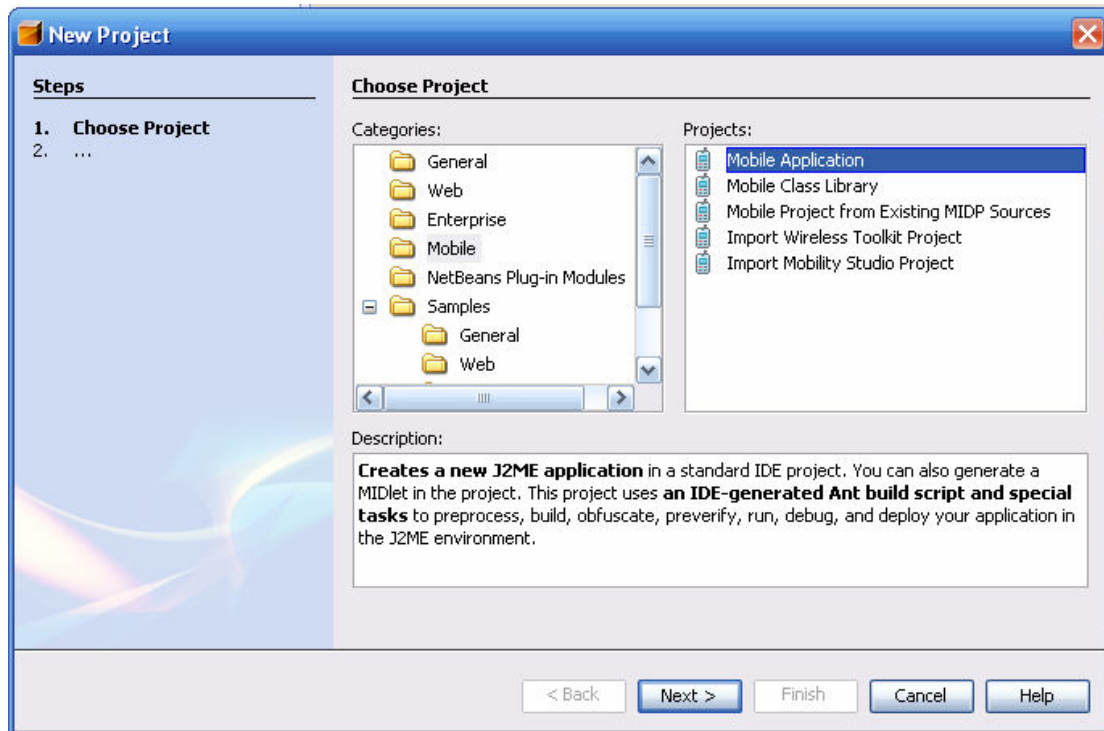 New Project
Steps
1. Choose Project
2. ...
Choose Project
Categories:
General
Web
Enterprise
Mobile
NetBeans Plug-in Modules
Samples
General
Web
Projects:
Mobile Application
Mobile Class Library
Mobile Project from Existing MIDP Sources
Import Wireless Toolkit Project
Import Mobility Studio Project
Description:
Creates a new J2ME application in a standard IDE project. You can also generate a
MIDlet in the project. This project uses an IDE-generated Ant build script and special
tasks to preprocess, build, obfuscate, preverify, run, debug, and deploy your application in
the J2ME environment.
< Back
Next >
Finish
Cancel
Help